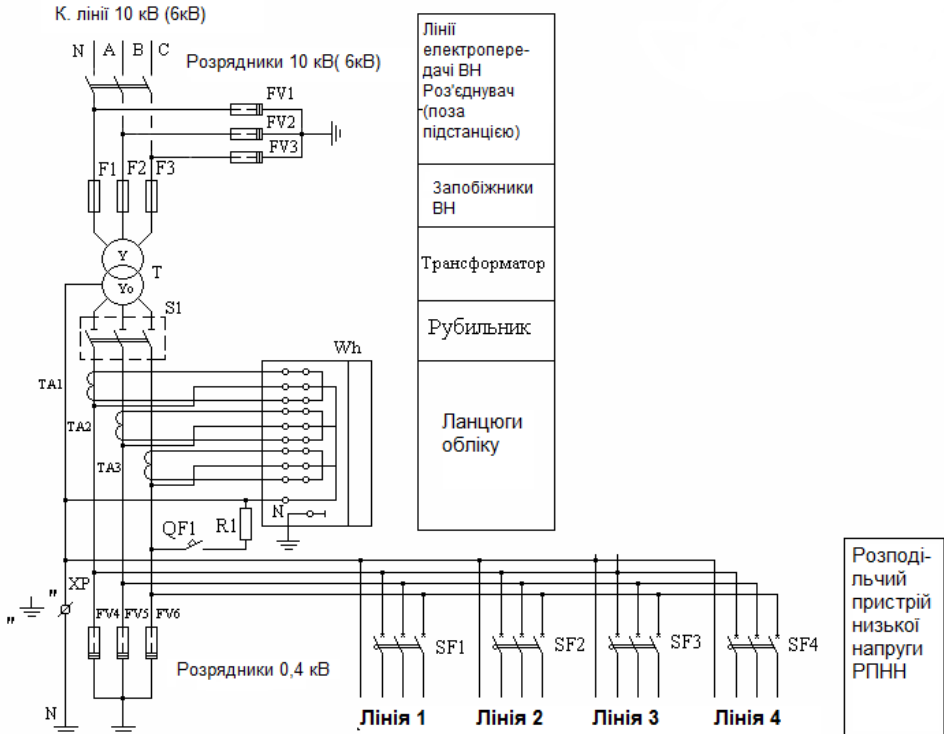 К. лінії 10 кВ (6кВ)
N A B C
Розрядники 10 кВ( 6кВ)
FV1
FV2
FV3
F1 F2 F3
Y
Yo
T
S1
Wh
TA1
TA2
TA3
N
QF1
R1
XP
" "
FV4 FV5 FV6
Розрядники 0,4 кВ
N
SF1
SF2
SF3
SF4
Лінія 1
Лінія 2
Лінія 3
Лінія 4
Лінії
електропере-
дачі ВН
Роз'єднувач
(поза
підстанцією)
Запобіжники
ВН
Трансформатор
Рубильник
Ланцюги
обліку
Розподі-
льчий
пристрій
низької
напруги
РПНН